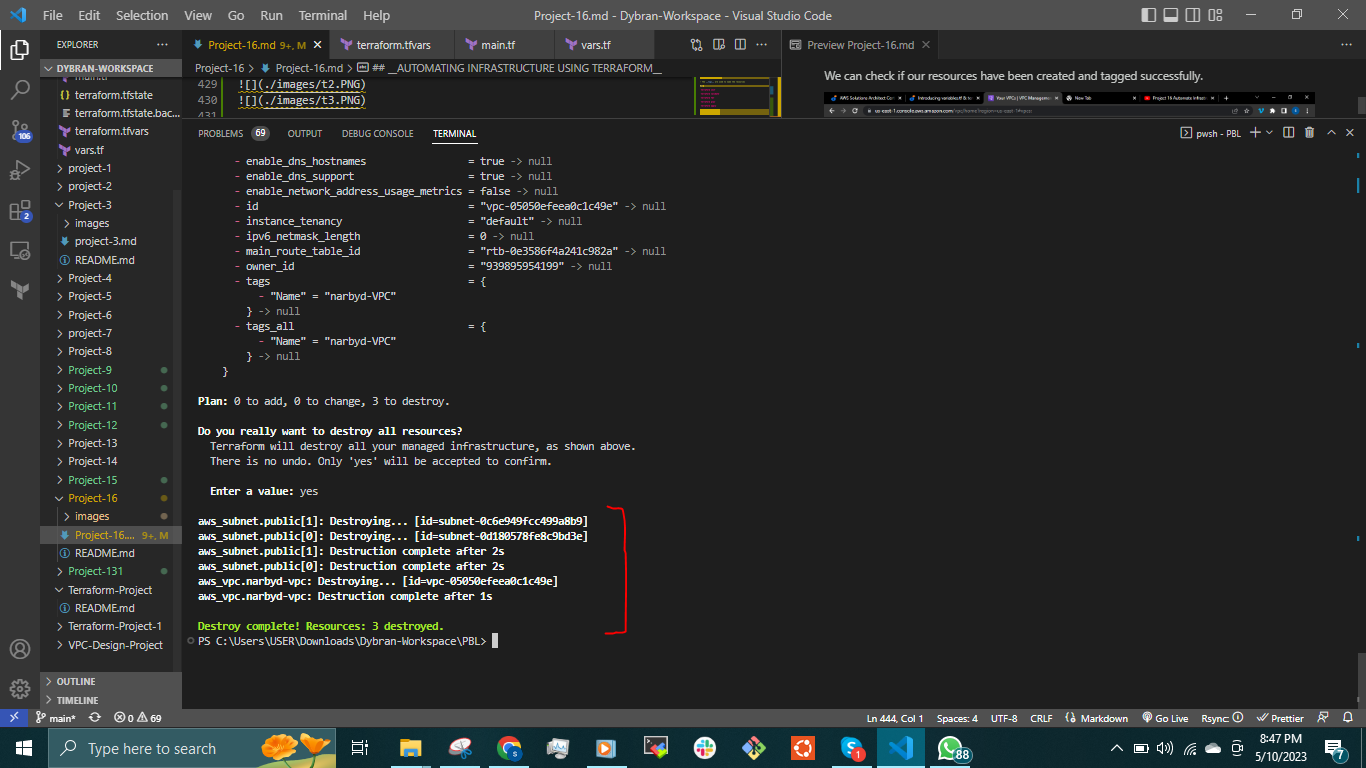 File Edit Selection View Go Run Terminal Help
Project-16.md - Dybran-Workspace - Visual Studio Code
EXPLORER
DYBRAN-WORKSPACE
main.tf
terraform.tfstate
terraform.tfstate.bac...
terraform.tfvars
vars.tf
project-1
project-2
Project-3
images
project-3.md
README.md
Project-4
Project-5
Project-6
project-7
Project-8
Project-9
Project-10
Project-11
Project-12
Project-13
Project-14
Project-15
Project-16
images
Project-16.... 9+, M
README.md
Project-131
Terraform-Project
README.md
Terraform-Project-1
VPC-Design-Project
OUTLINE
TIMELINE
106
2
Project-16.md 9+, M
terraform.tfvars
main.tf
vars.tf
Project-16 > Project-16.md > ## __AUTOMATING INFRASTRUCTURE USING TERRAFORM__
429 ![](./images/t2.PNG)
430 ![](./images/t3.PNG)
431
Preview Project-16.md
We can check if our resources have been created and tagged successfully.
PROBLEMS 69 OUTPUT DEBUG CONSOLE TERMINAL
pwsh - PBL
- enable_dns_hostnames = true -> null
- enable_dns_support = true -> null
- enable_network_address_usage_metrics = false -> null
- id = "vpc-05050efeea0c1c49e" -> null
- instance_tenancy = "default" -> null
- ipv6_netmask_length = 0 -> null
- main_route_table_id = "rtb-0e3586f4a241c982a" -> null
- owner_id = "939895954199" -> null
- tags = {
- "Name" = "narbyd-VPC"
} -> null
- tags_all = {
- "Name" = "narbyd-VPC"
} -> null
}
Plan: 0 to add, 0 to change, 3 to destroy.
Do you really want to destroy all resources?
Terraform will destroy all your managed infrastructure, as shown above.
There is no undo. Only 'yes' will be accepted to confirm.
Enter a value: yes
aws_subnet.public[1]: Destroying... [id=subnet-0c6e949fcc499a8b9]
aws_subnet.public[0]: Destroying... [id=subnet-0d180578fe8c9bd3e]
aws_subnet.public[1]: Destruction complete after 2s
aws_subnet.public[0]: Destruction complete after 2s
aws_vpc.narbyd-vpc: Destroying... [id=vpc-05050efeea0c1c49e]
aws_vpc.narbyd-vpc: Destruction complete after 1s
Destroy complete! Resources: 3 destroyed.
PS C:\Users\USER\Downloads\Dybran-Workspace\PBL>
main* 0 69
Ln 444, Col 1 Spaces: 4 UTF-8 CRLF Markdown Go Live Rsync: Prettier
Type here to search
1
88
8:47 PM
5/10/2023
7